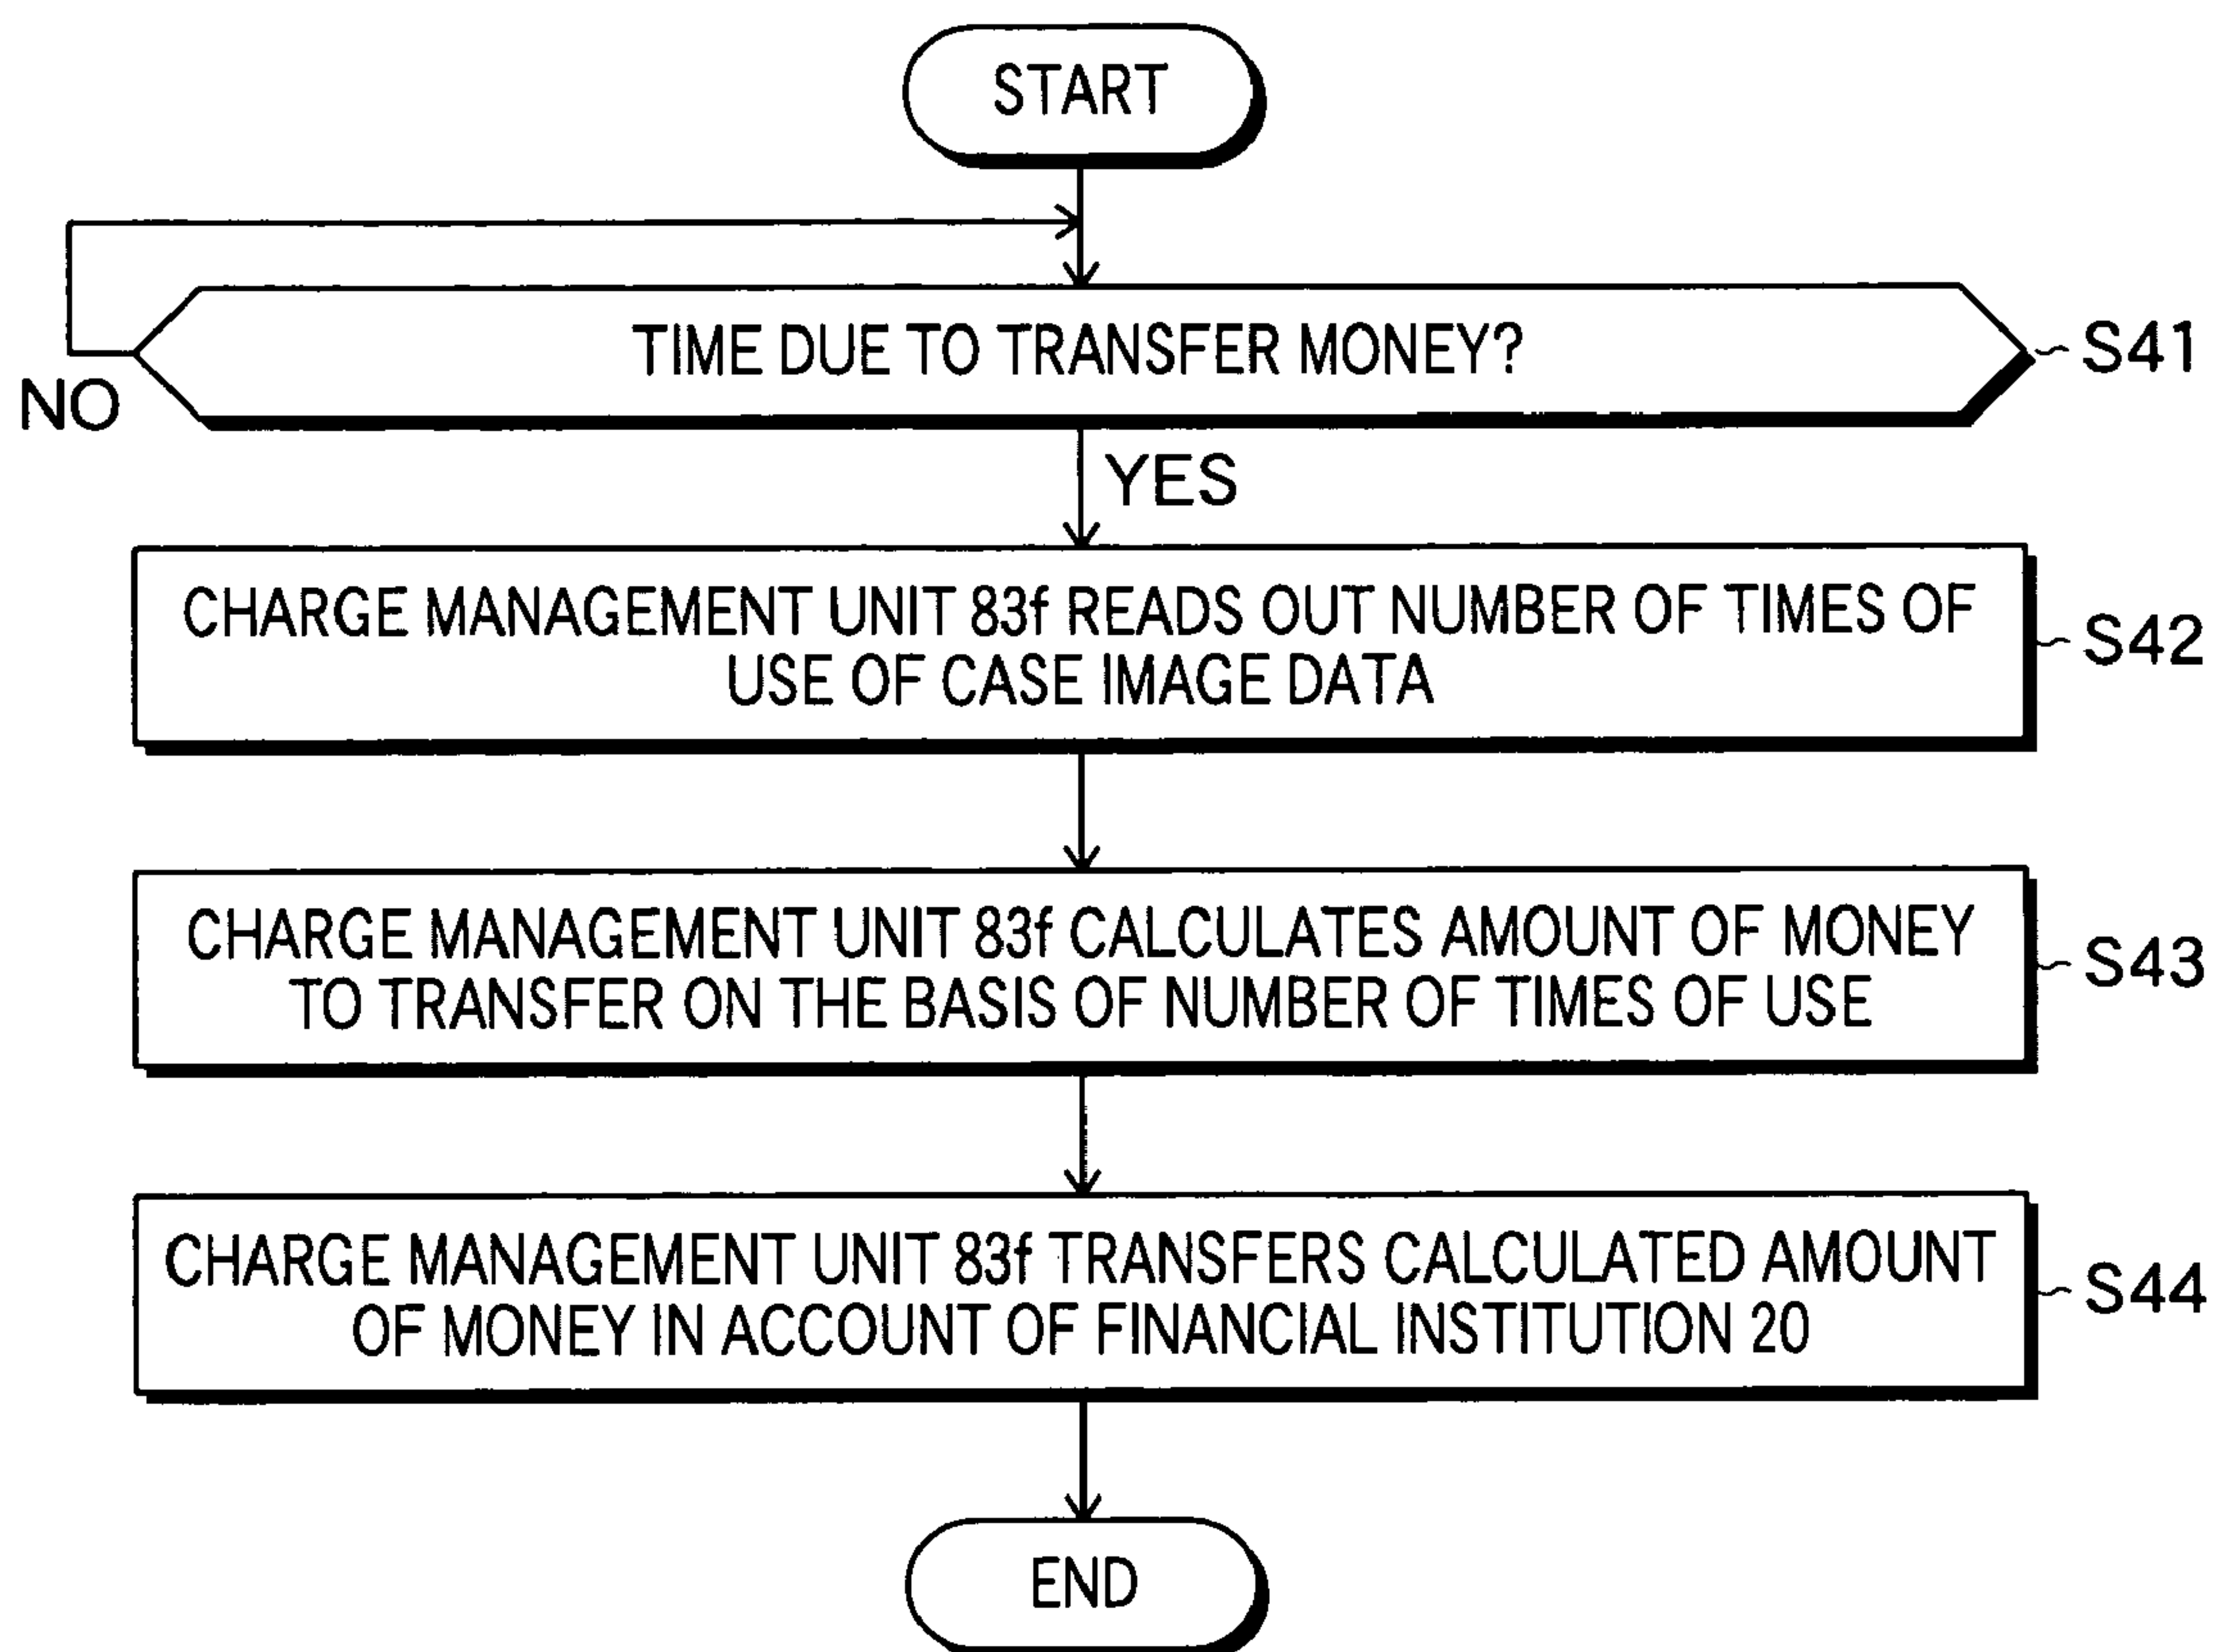 START
TIME DUE TO TRANSFER MONEY?
S41
NO
YES
CHARGE MANAGEMENT UNIT 83f READS OUT NUMBER OF TIMES OF
USE OF CASE IMAGE DATA
S42
CHARGE MANAGEMENT UNIT 83f CALCULATES AMOUNT OF MONEY
TO TRANSFER ON THE BASIS OF NUMBER OF TIMES OF USE
S43
CHARGE MANAGEMENT UNIT 83f TRANSFERS CALCULATED AMOUNT
OF MONEY IN ACCOUNT OF FINANCIAL INSTITUTION 20
S44
END